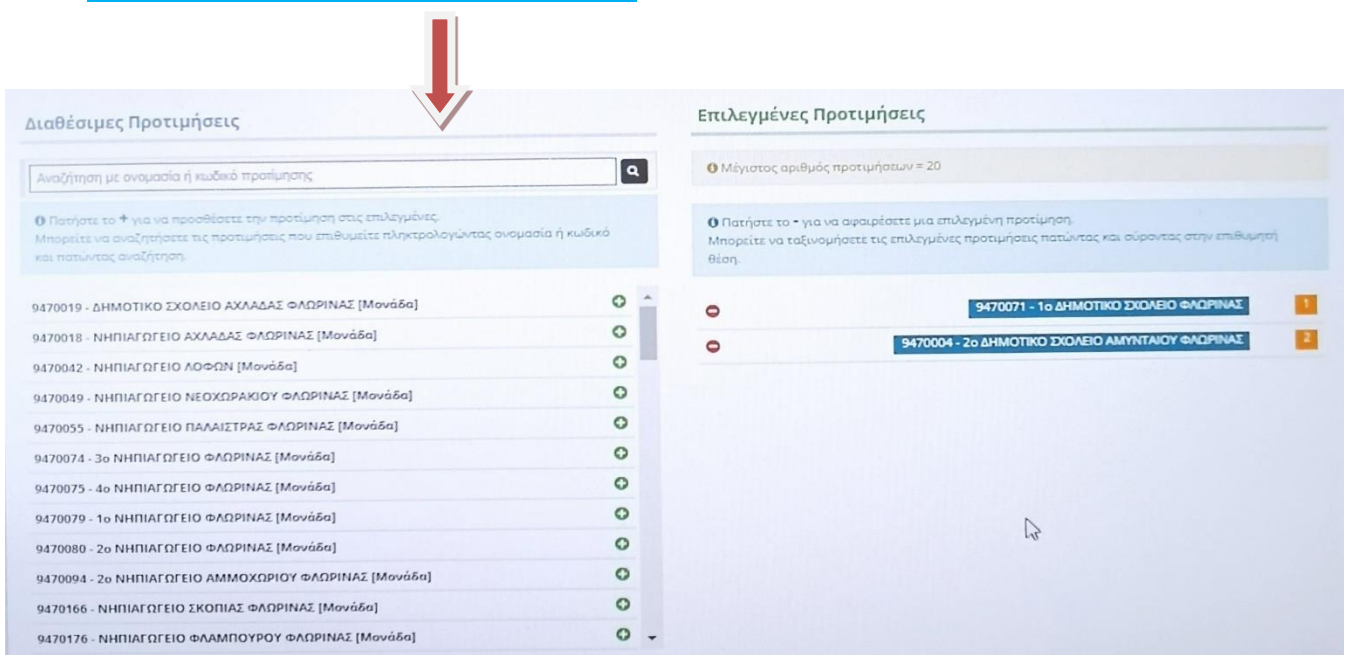 Διαθέσιμες Προτιμήσεις
Αναζήτηση με ονομασία ή κωδικό προτίμησης
Πατήστε το + για να προσθέσετε την προτίμηση στις επιλεγμένες.
Μπορείτε να αναζητήσετε τις προτιμήσεις που επιθυμείτε πληκτρολογώντας ονομασία ή κωδικό
και πατώντας αναζήτηση.
9470019 - ΔΗΜΟΤΙΚΟ ΣΧΟΛΕΙΟ ΑΧΛΑΔΑΣ ΦΛΩΡΙΝΑΣ [Μονάδα]
9470018 - ΝΗΠΙΑΓΩΓΕΙΟ ΑΧΛΑΔΑΣ ΦΛΩΡΙΝΑΣ [Μονάδα]
9470042 - ΝΗΠΙΑΓΩΓΕΙΟ ΛΟΦΩΝ [Μονάδα]
9470049 - ΝΗΠΙΑΓΩΓΕΙΟ ΝΕΟΧΩΡΑΚΙΟΥ ΦΛΩΡΙΝΑΣ [Μονάδα]
9470055 - ΝΗΠΙΑΓΩΓΕΙΟ ΠΑΛΑΙΣΤΡΑΣ ΦΛΩΡΙΝΑΣ [Μονάδα]
9470074 - 3ο ΝΗΠΙΑΓΩΓΕΙΟ ΦΛΩΡΙΝΑΣ [Μονάδα]
9470075 - 4ο ΝΗΠΙΑΓΩΓΕΙΟ ΦΛΩΡΙΝΑΣ [Μονάδα]
9470079 - 1ο ΝΗΠΙΑΓΩΓΕΙΟ ΦΛΩΡΙΝΑΣ [Μονάδα]
9470080 - 2ο ΝΗΠΙΑΓΩΓΕΙΟ ΦΛΩΡΙΝΑΣ [Μονάδα]
9470094 - 2ο ΝΗΠΙΑΓΩΓΕΙΟ ΑΜΜΟΧΩΡΙΟΥ ΦΛΩΡΙΝΑΣ [Μονάδα]
9470166 - ΝΗΠΙΑΓΩΓΕΙΟ ΣΚΟΠΙΑΣ ΦΛΩΡΙΝΑΣ [Μονάδα]
9470176 - ΝΗΠΙΑΓΩΓΕΙΟ ΦΛΑΜΠΟΥΡΟΥ ΦΛΩΡΙΝΑΣ [Μονάδα]
Επιλεγμένες Προτιμήσεις
Μέγιστος αριθμός προτιμήσεων = 20
Πατήστε το - για να αφαιρέσετε μια επιλεγμένη προτίμηση.
Μπορείτε να ταξινομήσετε τις επιλεγμένες προτιμήσεις πατώντας και σύροντας στην επιθυμητή
θέση.
9470071 - 1ο ΔΗΜΟΤΙΚΟ ΣΧΟΛΕΙΟ ΦΛΩΡΙΝΑΣ 1
9470004 - 2ο ΔΗΜΟΤΙΚΟ ΣΧΟΛΕΙΟ ΑΜΥΝΤΑΙΟΥ ΦΛΩΡΙΝΑΣ 2